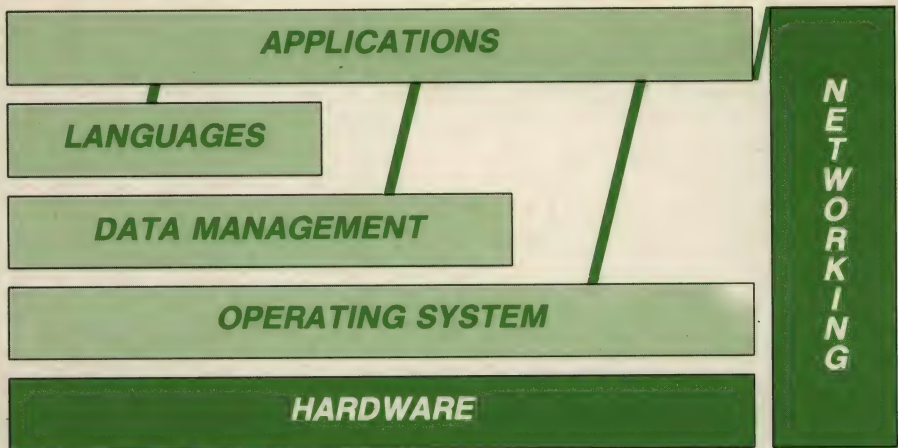 APPLICATIONS
LANGUAGES
DATA MANAGEMENT
OPERATING SYSTEM
HARDWARE
NETWORKING